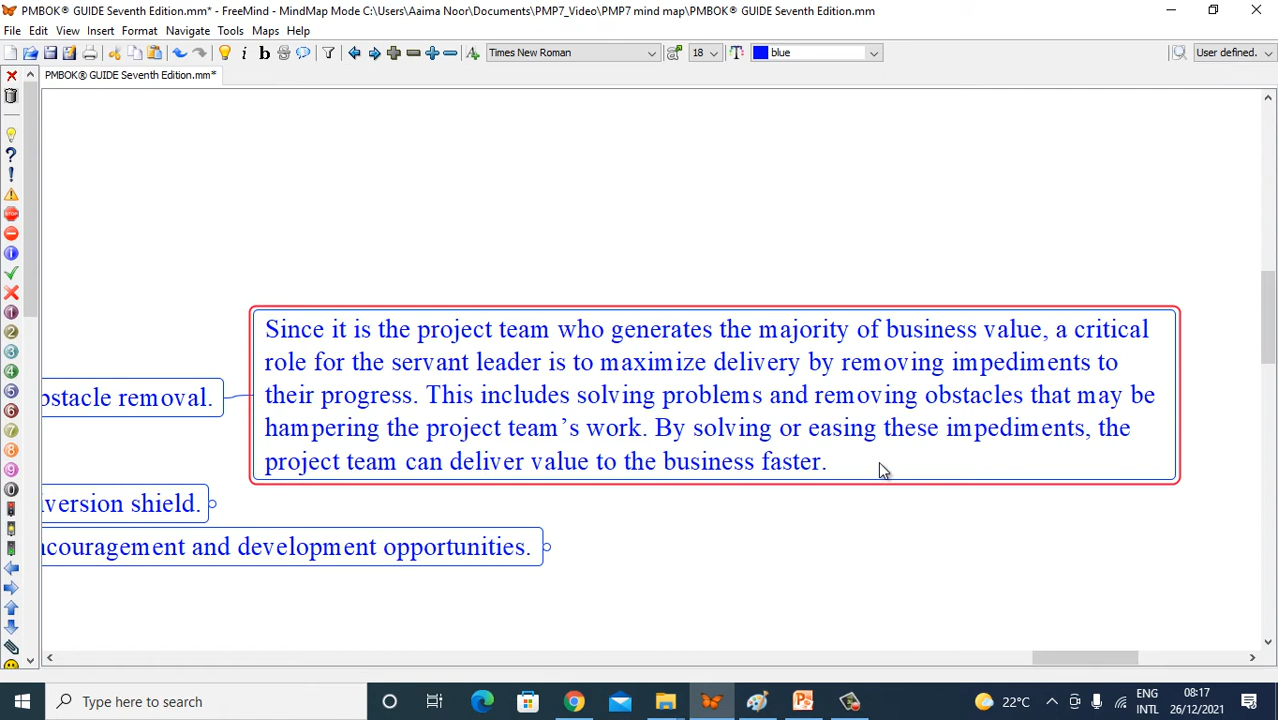 PMBOK® GUIDE Seventh Edition.mm* - FreeMind - MindMap Mode C:\Users\Aaima Noor\Documents\PMP7_Video\PMP7 mind map\PMBOK® GUIDE Seventh Edition.mm
File Edit View Insert Format Navigate Tools Maps Help
Times New Roman 18 blue User defined.
PMBOK® GUIDE Seventh Edition.mm*
Since it is the project team who generates the majority of business value, a critical
role for the servant leader is to maximize delivery by removing impediments to
their progress. This includes solving problems and removing obstacles that may be
hampering the project team's work. By solving or easing these impediments, the
project team can deliver value to the business faster.
bstacle removal.
iversion shield.
ncouragement and development opportunities.
Type here to search
22°C
ENG
INTL
08:17
26/12/2021